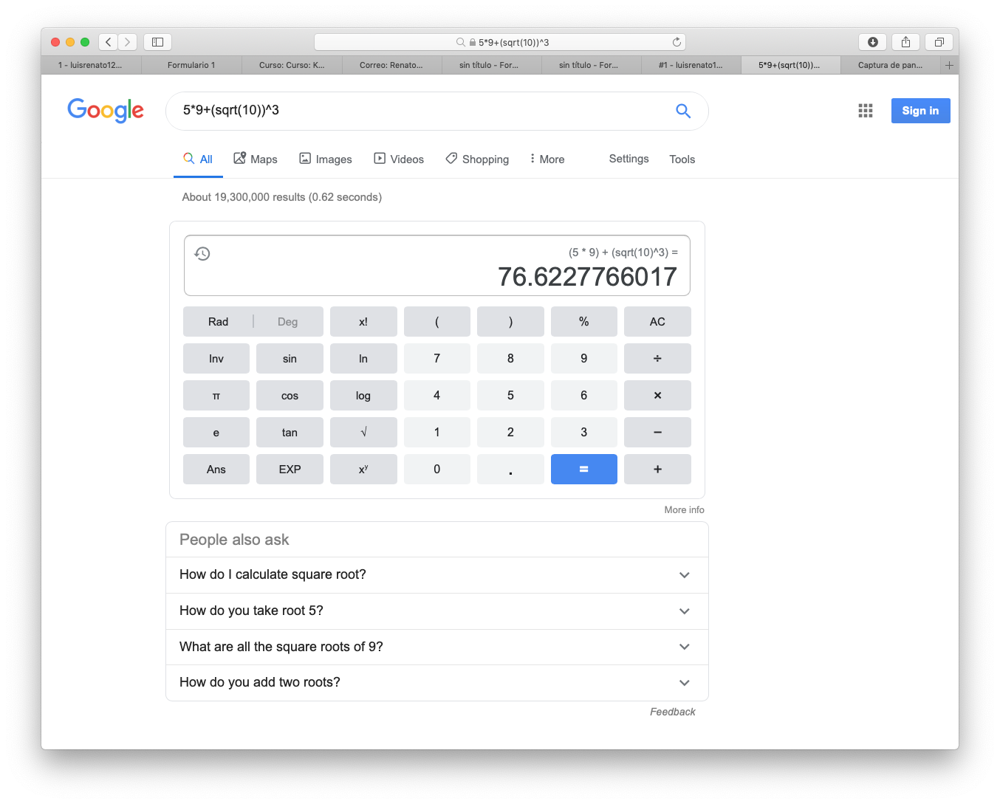 5*9+(sqrt(10))^3
1 - luisrenato12...
Formulario 1
Curso: Curso: K...
Correo: Renato...
sin título - For...
sin título - For...
#1 - luisrenato1...
5*9+(sqrt(10))...
Captura de pan...
Google
5*9+(sqrt(10))^3
Sign in
All Maps Images Videos Shopping More Settings Tools
About 19,300,000 results (0.62 seconds)
(5 * 9) + (sqrt(10)^3) =
76.6227766017
Rad | Deg x! ( ) % AC
Inv sin ln 7 8 9 ÷
π cos log 4 5 6 ×
e tan √ 1 2 3 −
Ans EXP xʸ 0 . = +
More info
People also ask
How do I calculate square root?
How do you take root 5?
What are all the square roots of 9?
How do you add two roots?
Feedback